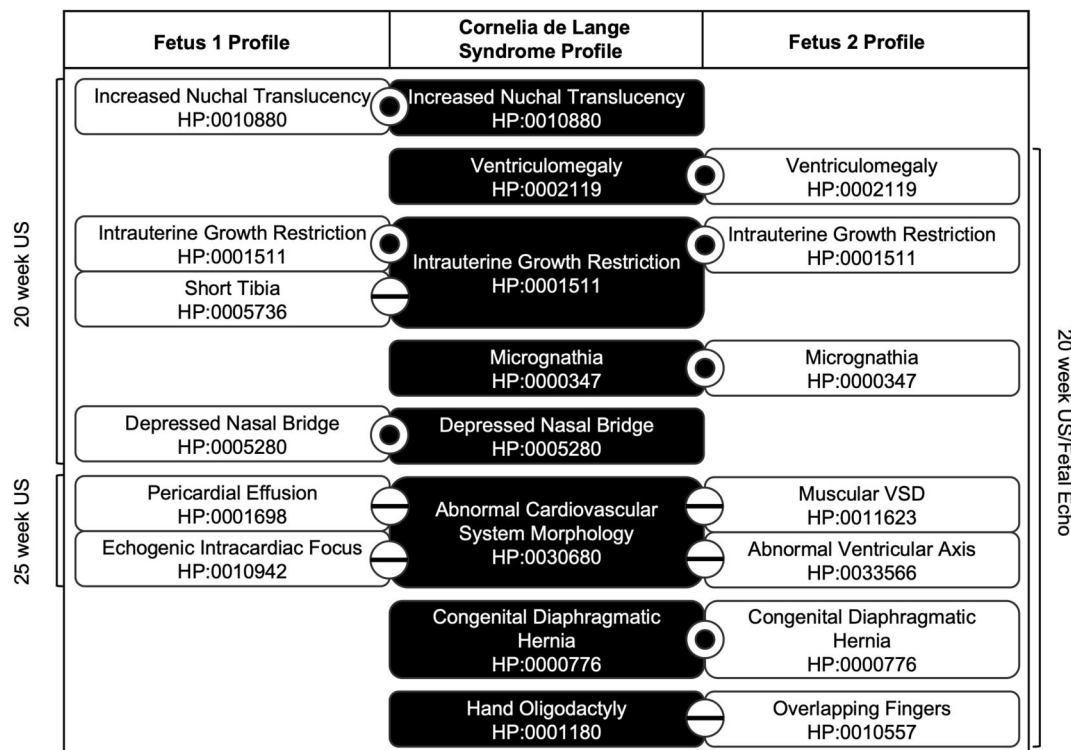 Fetus 1 Profile
Cornelia de Lange
Syndrome Profile
Fetus 2 Profile
20 week US
Increased Nuchal Translucency
HP:0010880
Increased Nuchal Translucency
HP:0010880
Ventriculomegaly
HP:0002119
Ventriculomegaly
HP:0002119
Intrauterine Growth Restriction
HP:0001511
Short Tibia
HP:0005736
Intrauterine Growth Restriction
HP:0001511
Intrauterine Growth Restriction
HP:0001511
Micrognathia
HP:0000347
Micrognathia
HP:0000347
Depressed Nasal Bridge
HP:0005280
Depressed Nasal Bridge
HP:0005280
25 week US
Pericardial Effusion
HP:0001698
Echogenic Intracardiac Focus
HP:0010942
Abnormal Cardiovascular
System Morphology
HP:0030680
Muscular VSD
HP:0011623
Abnormal Ventricular Axis
HP:0033566
Congenital Diaphragmatic
Hernia
HP:0000776
Congenital Diaphragmatic
Hernia
HP:0000776
Hand Oligodactyly
HP:0001180
Overlapping Fingers
HP:0010557
20 week US/Fetal Echo